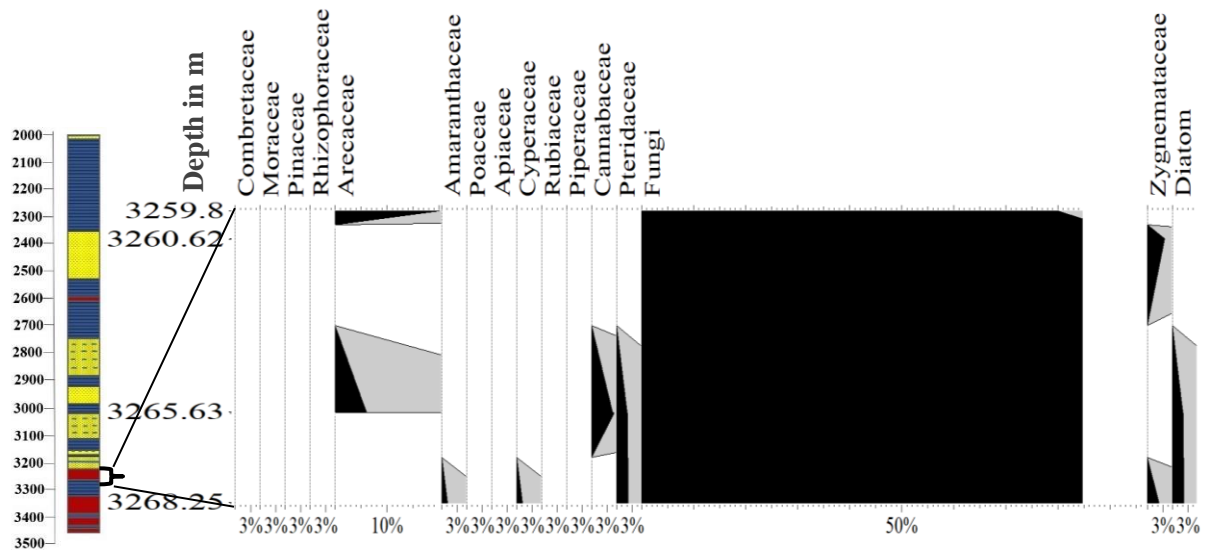 Combretaceae
Moraceae
Pinaceae
Rhizophoraceae
Arecaceae
Amaranthaceae
Poaceae
Apiaceae
Cyperaceae
Rubiaceae
Piperaceae
Cannabaceae
Pteridaceae
Fungi
Zygnemataceae
Diatom
Depth in m
2000
2100
2200
2300
2400
2500
2600
2700
2800
2900
3000
3100
3200
3300
3400
3500
3259.8
3260.62
3265.63
3268.25
3% 3% 3% 3% 10% 3% 3% 3% 3% 3% 3% 3% 3% 50% 3% 3%